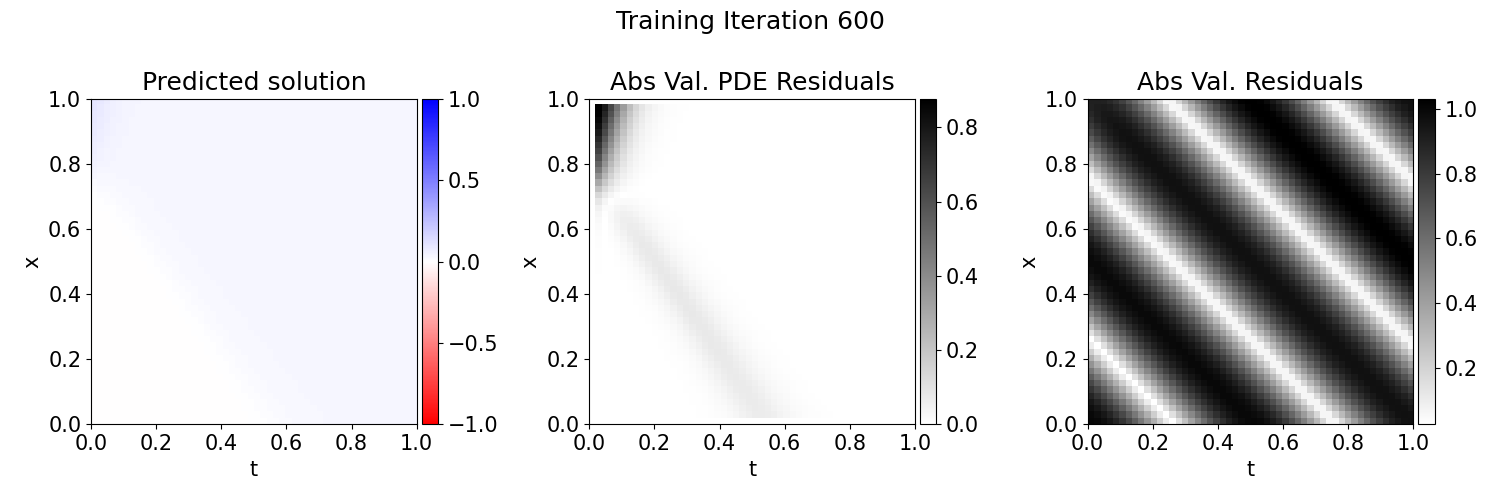 Training Iteration 600
Predicted solution
1.0
0.8
0.6
0.4
0.2
0.0
x
0.0 0.2 0.4 0.6 0.8 1.0
t
1.0
0.5
0.0
−0.5
−1.0
Abs Val. PDE Residuals
1.0
0.8
0.6
0.4
0.2
0.0
x
0.0 0.2 0.4 0.6 0.8 1.0
t
0.8
0.6
0.4
0.2
0.0
Abs Val. Residuals
1.0
0.8
0.6
0.4
0.2
0.0
x
0.0 0.2 0.4 0.6 0.8 1.0
t
1.0
0.8
0.6
0.4
0.2